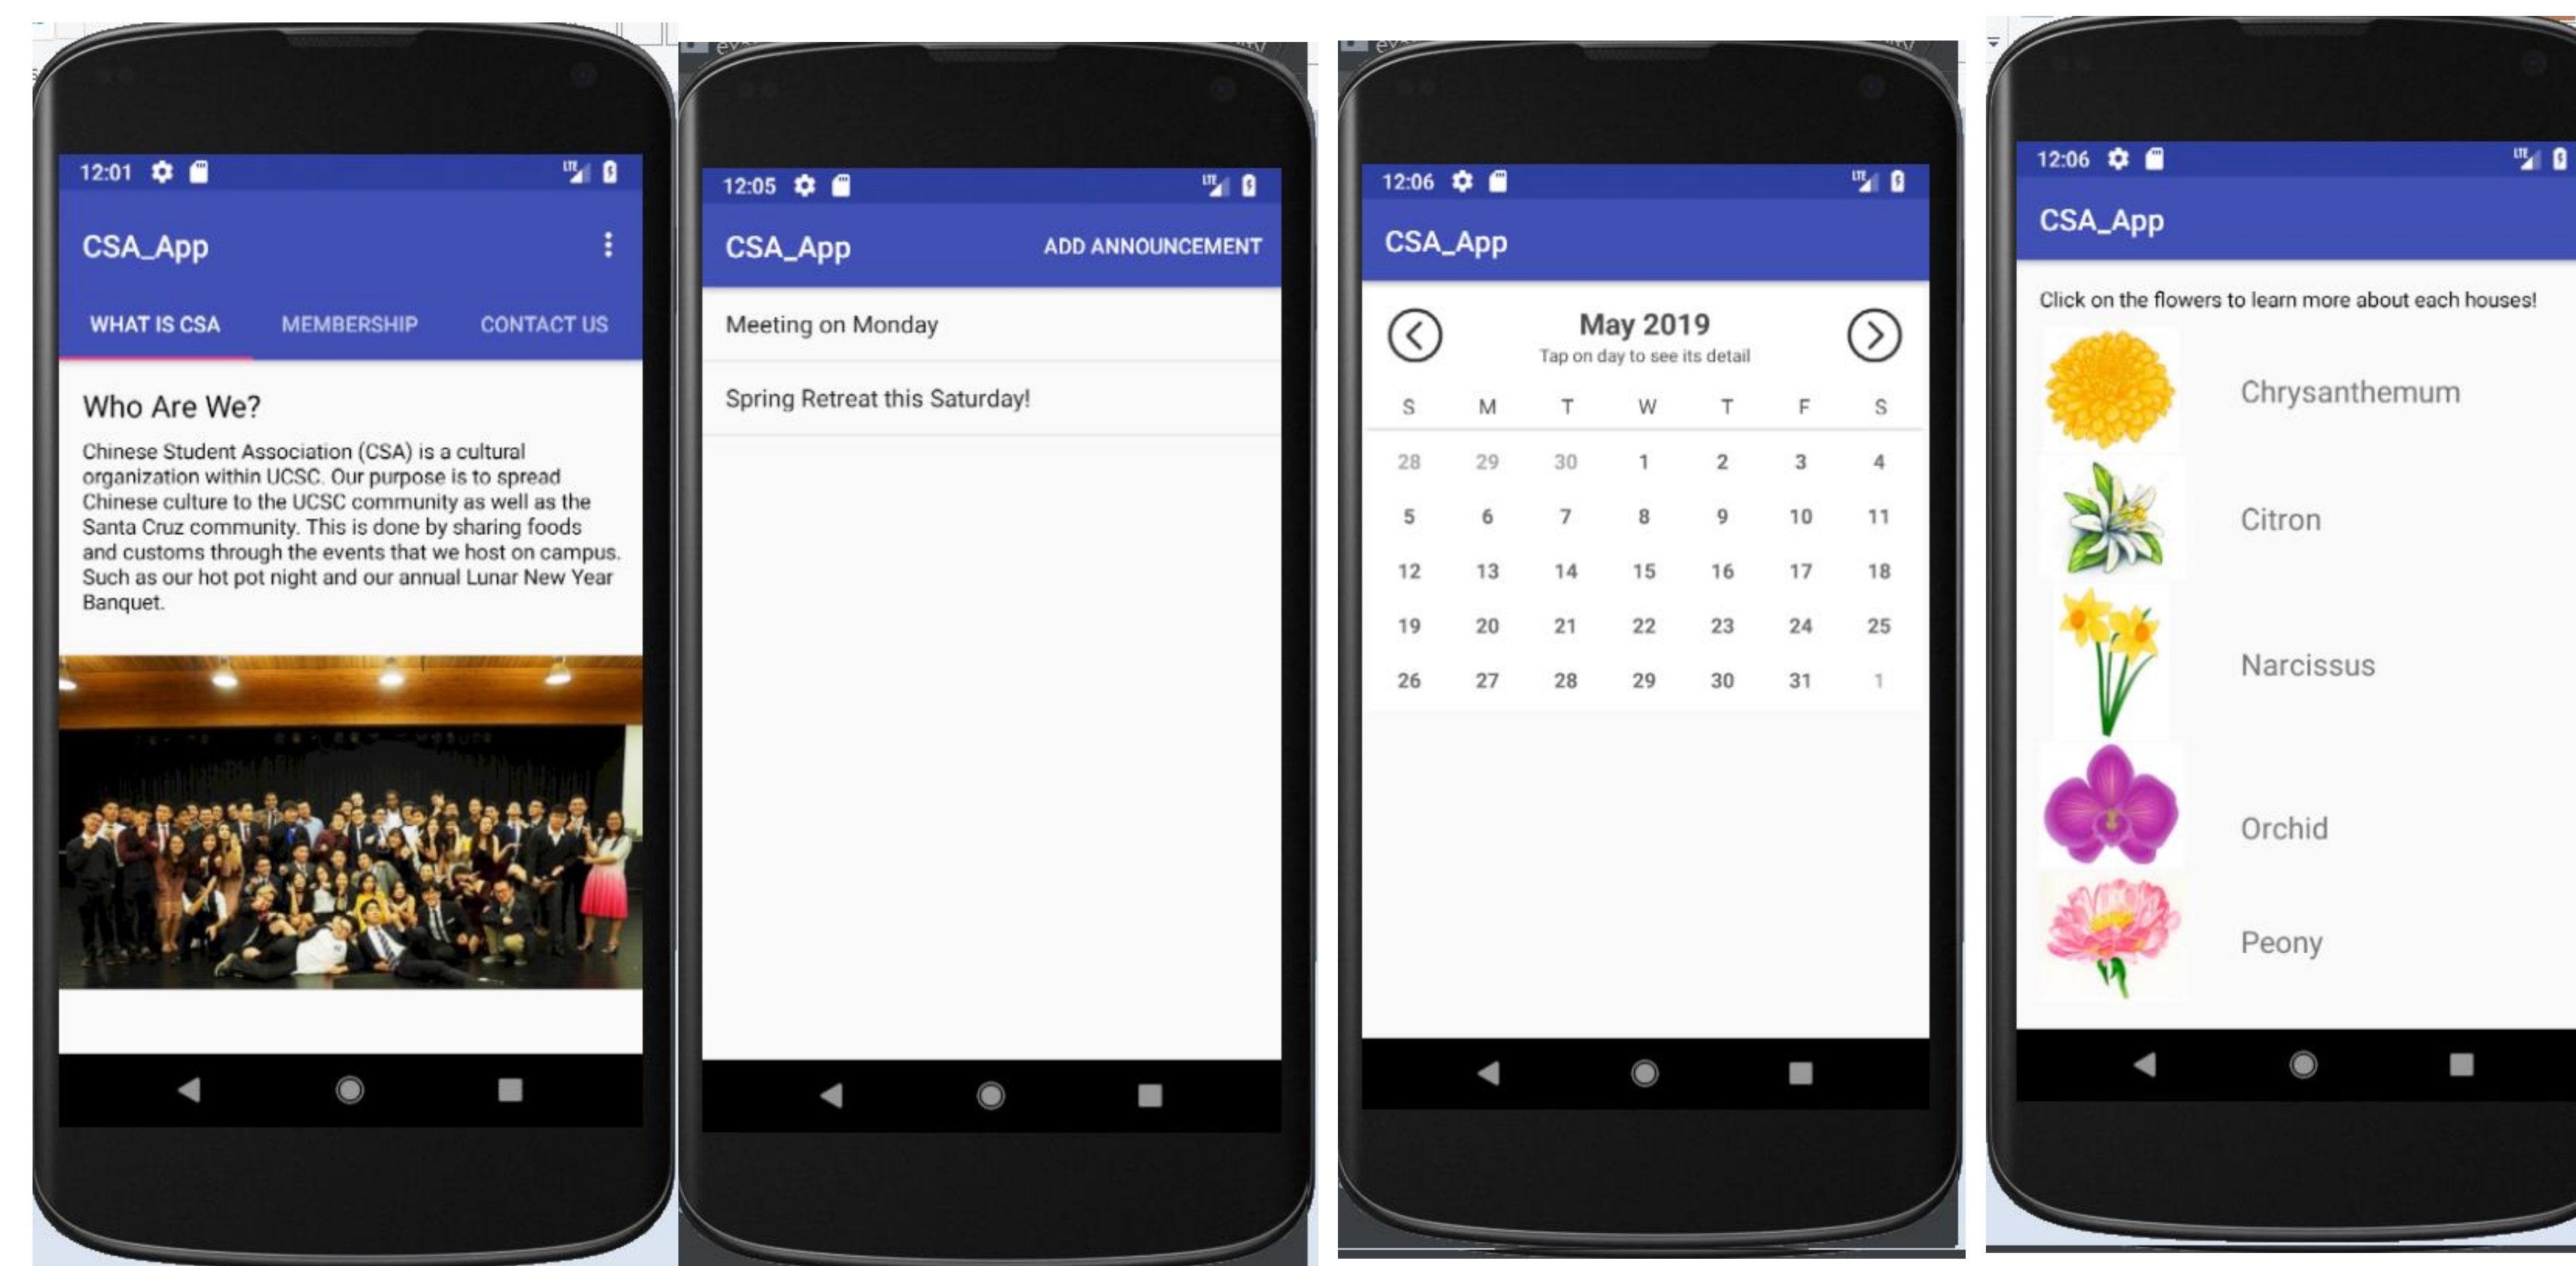 12:01
LTE
CSA_App
WHAT IS CSA MEMBERSHIP CONTACT US
Who Are We?
Chinese Student Association (CSA) is a cultural
organization within UCSC. Our purpose is to spread
Chinese culture to the UCSC community as well as the
Santa Cruz community. This is done by sharing foods
and customs through the events that we host on campus.
Such as our hot pot night and our annual Lunar New Year
Banquet.
12:05
LTE
CSA_App ADD ANNOUNCEMENT
Meeting on Monday
Spring Retreat this Saturday!
12:06
LTE
CSA_App
May 2019
Tap on day to see its detail
S M T W T F S
28 29 30 1 2 3 4
5 6 7 8 9 10 11
12 13 14 15 16 17 18
19 20 21 22 23 24 25
26 27 28 29 30 31 1
12:06
LTE
CSA_App
Click on the flowers to learn more about each houses!
Chrysanthemum
Citron
Narcissus
Orchid
Peony